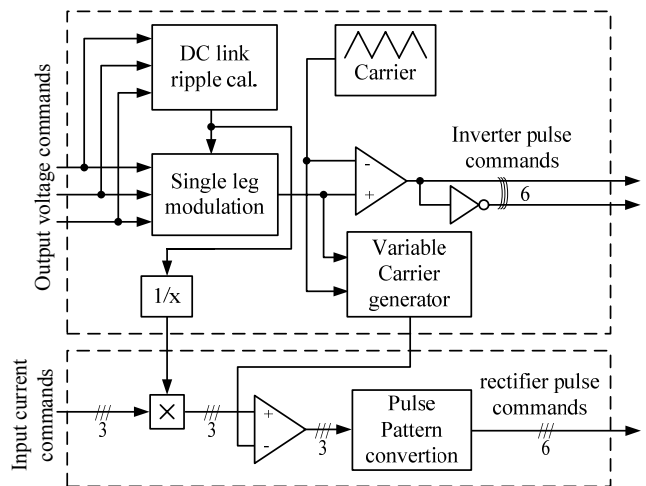 DC link
ripple cal.
Carrier
Output voltage commands
Single leg
modulation
-
+
Inverter pulse
commands
6
Variable
Carrier
generator
1/x
Input current
commands
3
×
3
+
-
3
Pulse
Pattern
convertion
rectifier pulse
commands
6